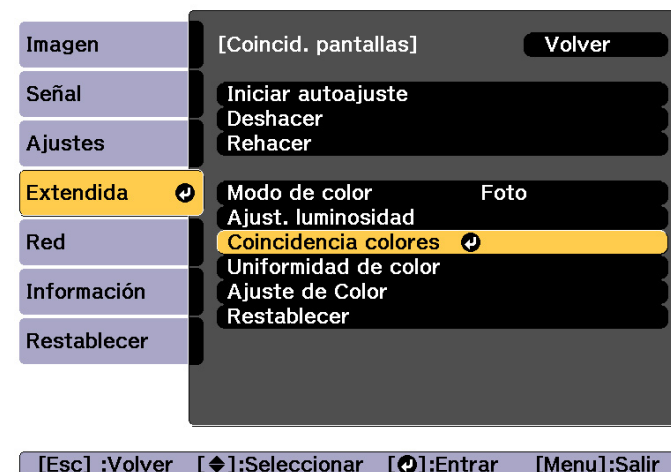 Imagen
Señal
Ajustes
Extendida
Red
Información
Restablecer
[Coincid. pantallas] Volver
Iniciar autoajuste
Deshacer
Rehacer
Modo de color Foto
Ajust. luminosidad
Coincidencia colores
Uniformidad de color
Ajuste de Color
Restablecer
[Esc] :Volver [◆]:Seleccionar [↵]:Entrar [Menu]:Salir